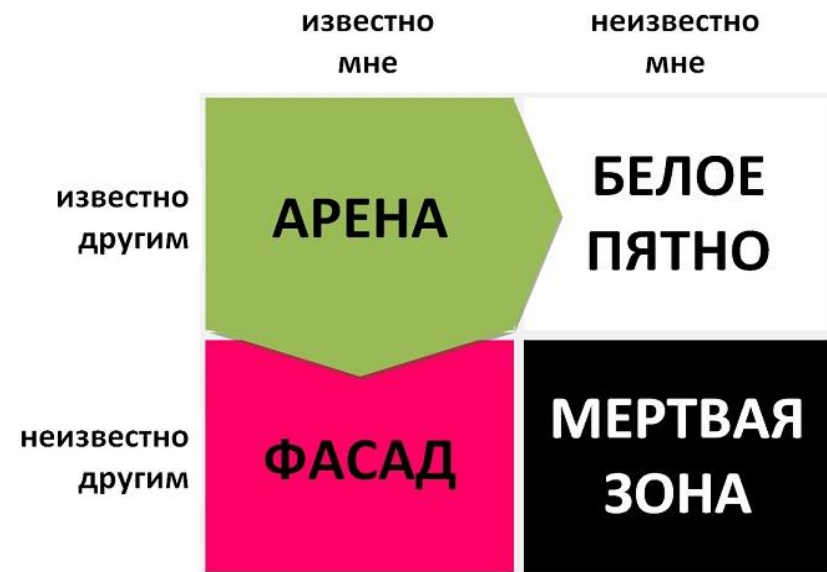 известно
мне
неизвестно
мне
известно
другим
АРЕНА
БЕЛОЕ
ПЯТНО
неизвестно
другим
ФАСАД
МЕРТВАЯ
ЗОНА